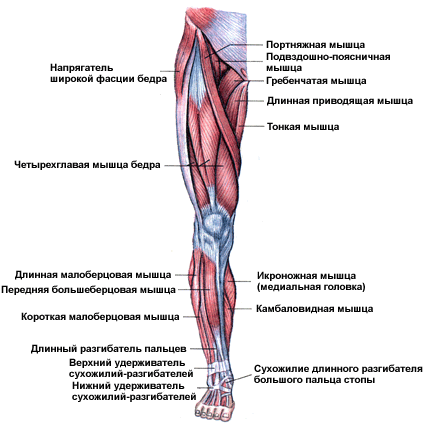 Портняжная мышца
Подвздошно-поясничная
мышца
Гребенчатая мышца
Длинная приводящая мышца
Тонкая мышца
Напрягатель
широкой фасции бедра
Четырехглавая мышца бедра
Длинная малоберцовая мышца
Передняя большеберцовая мышца
Короткая малоберцовая мышца
Длинный разгибатель пальцев
Верхний удерживатель
сухожилий-разгибателей
Нижний удерживатель
сухожилий-разгибателей
Икроножная мышца
(медиальная головка)
Камбаловидная мышца
Сухожилие длинного разгибателя
большого пальца стопы